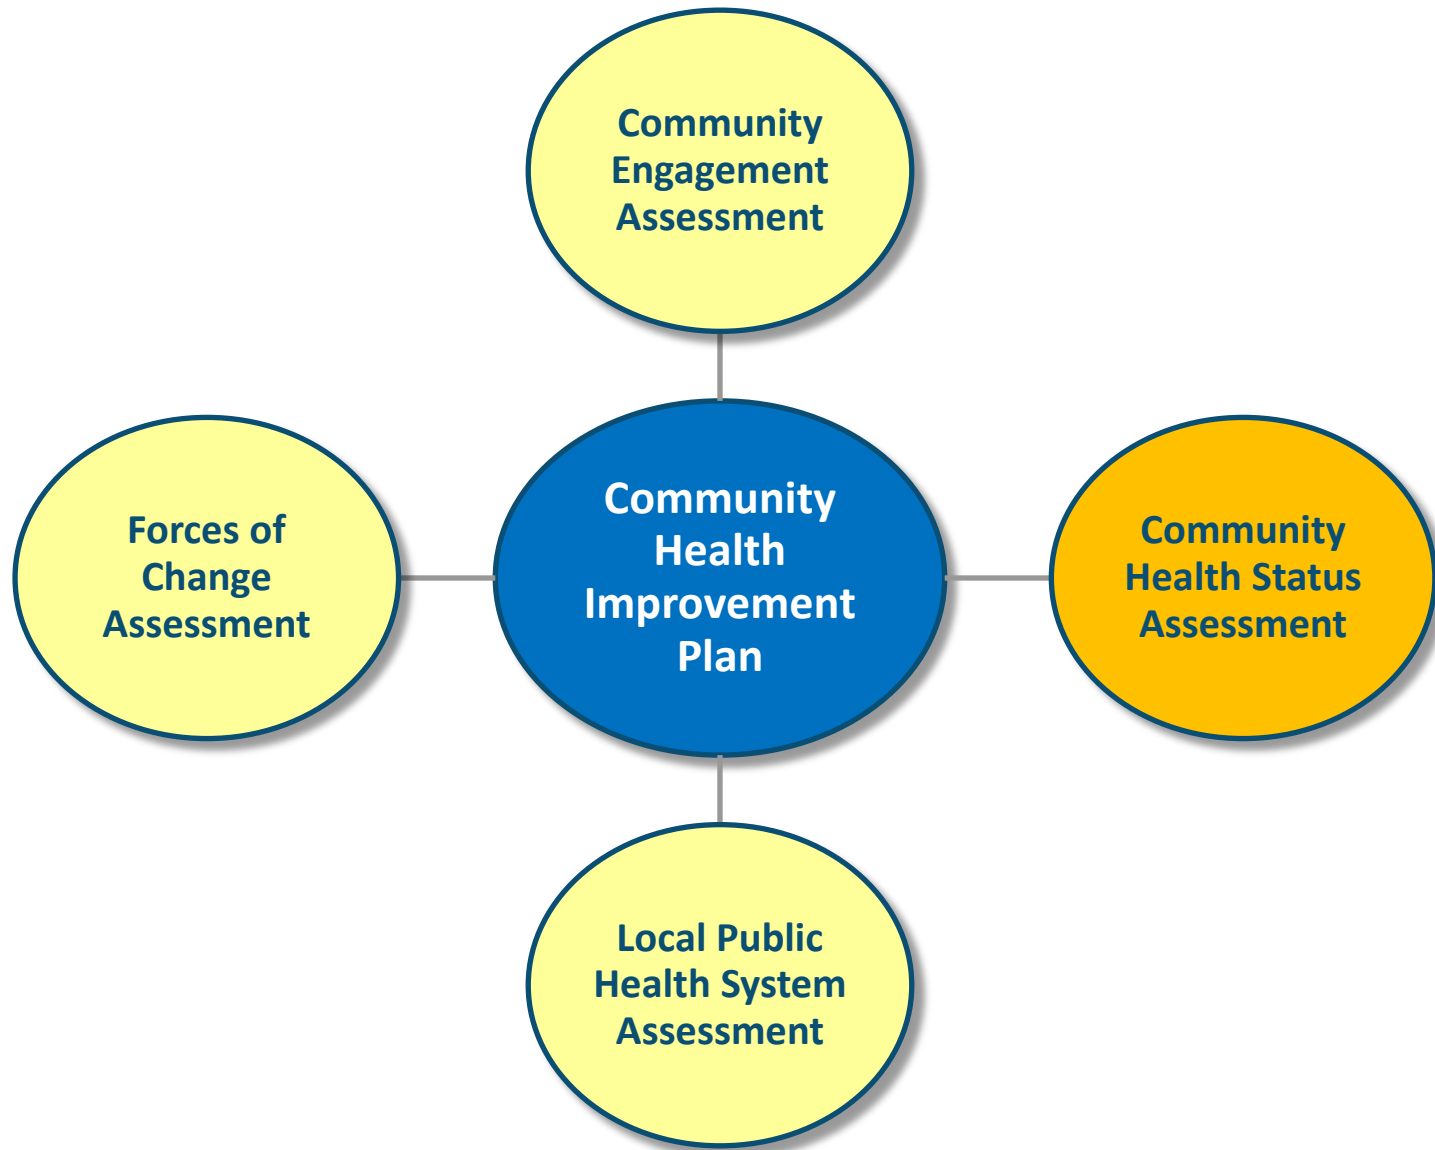 Community
Engagement
Assessment
Forces of
Change
Assessment
Community
Health
Improvement
Plan
Community
Health Status
Assessment
Local Public
Health System
Assessment